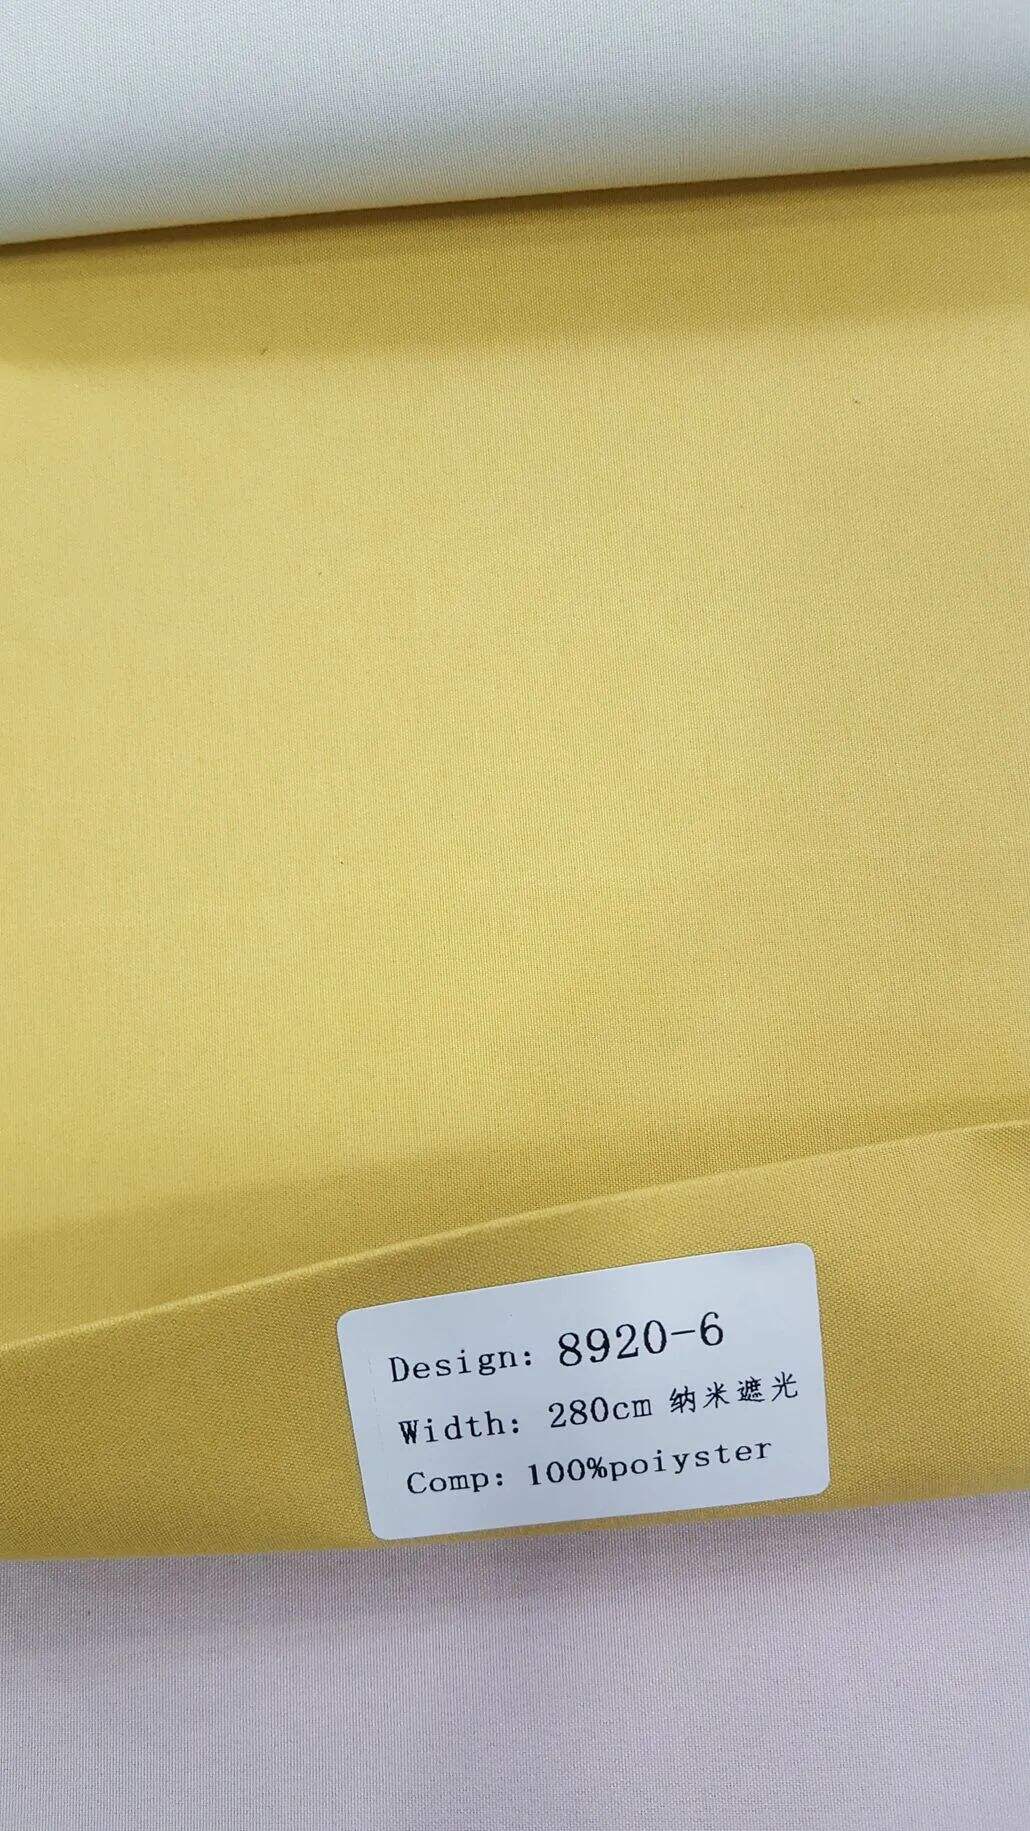 Design: 8920-6
Width: 280cm 纳米遮光
Comp: 100%poiyster